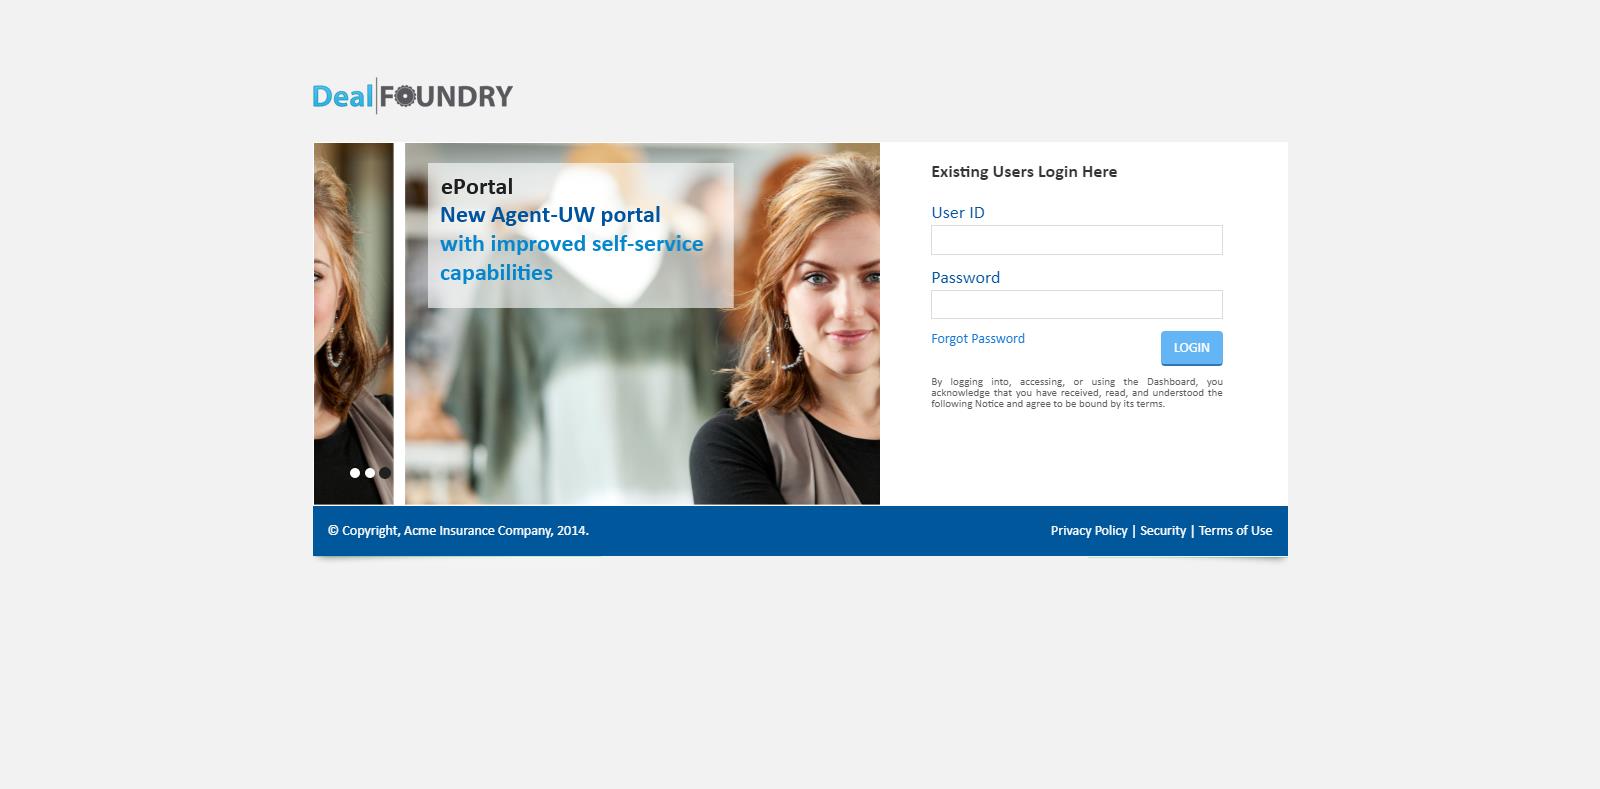 Deal FOUNDRY
ePortal
New Agent-UW portal
with improved self-service
capabilities
Existing Users Login Here
User ID
Password
Forgot Password
LOGIN
By logging into, accessing, or using the Dashboard, you
acknowledge that you have received, read, and understood the
following Notice and agree to be bound by its terms.
© Copyright, Acme Insurance Company, 2014.
Privacy Policy | Security | Terms of Use